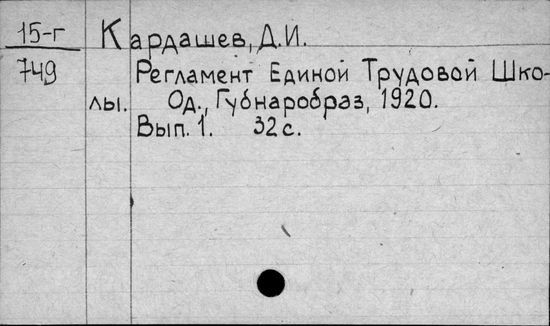 15-г Кардашев, Д.И.
749 Регламент Единой Трудовой Шко-
лы. Од., Губнаробраз, 1920.
Вып. 1. 32 с.